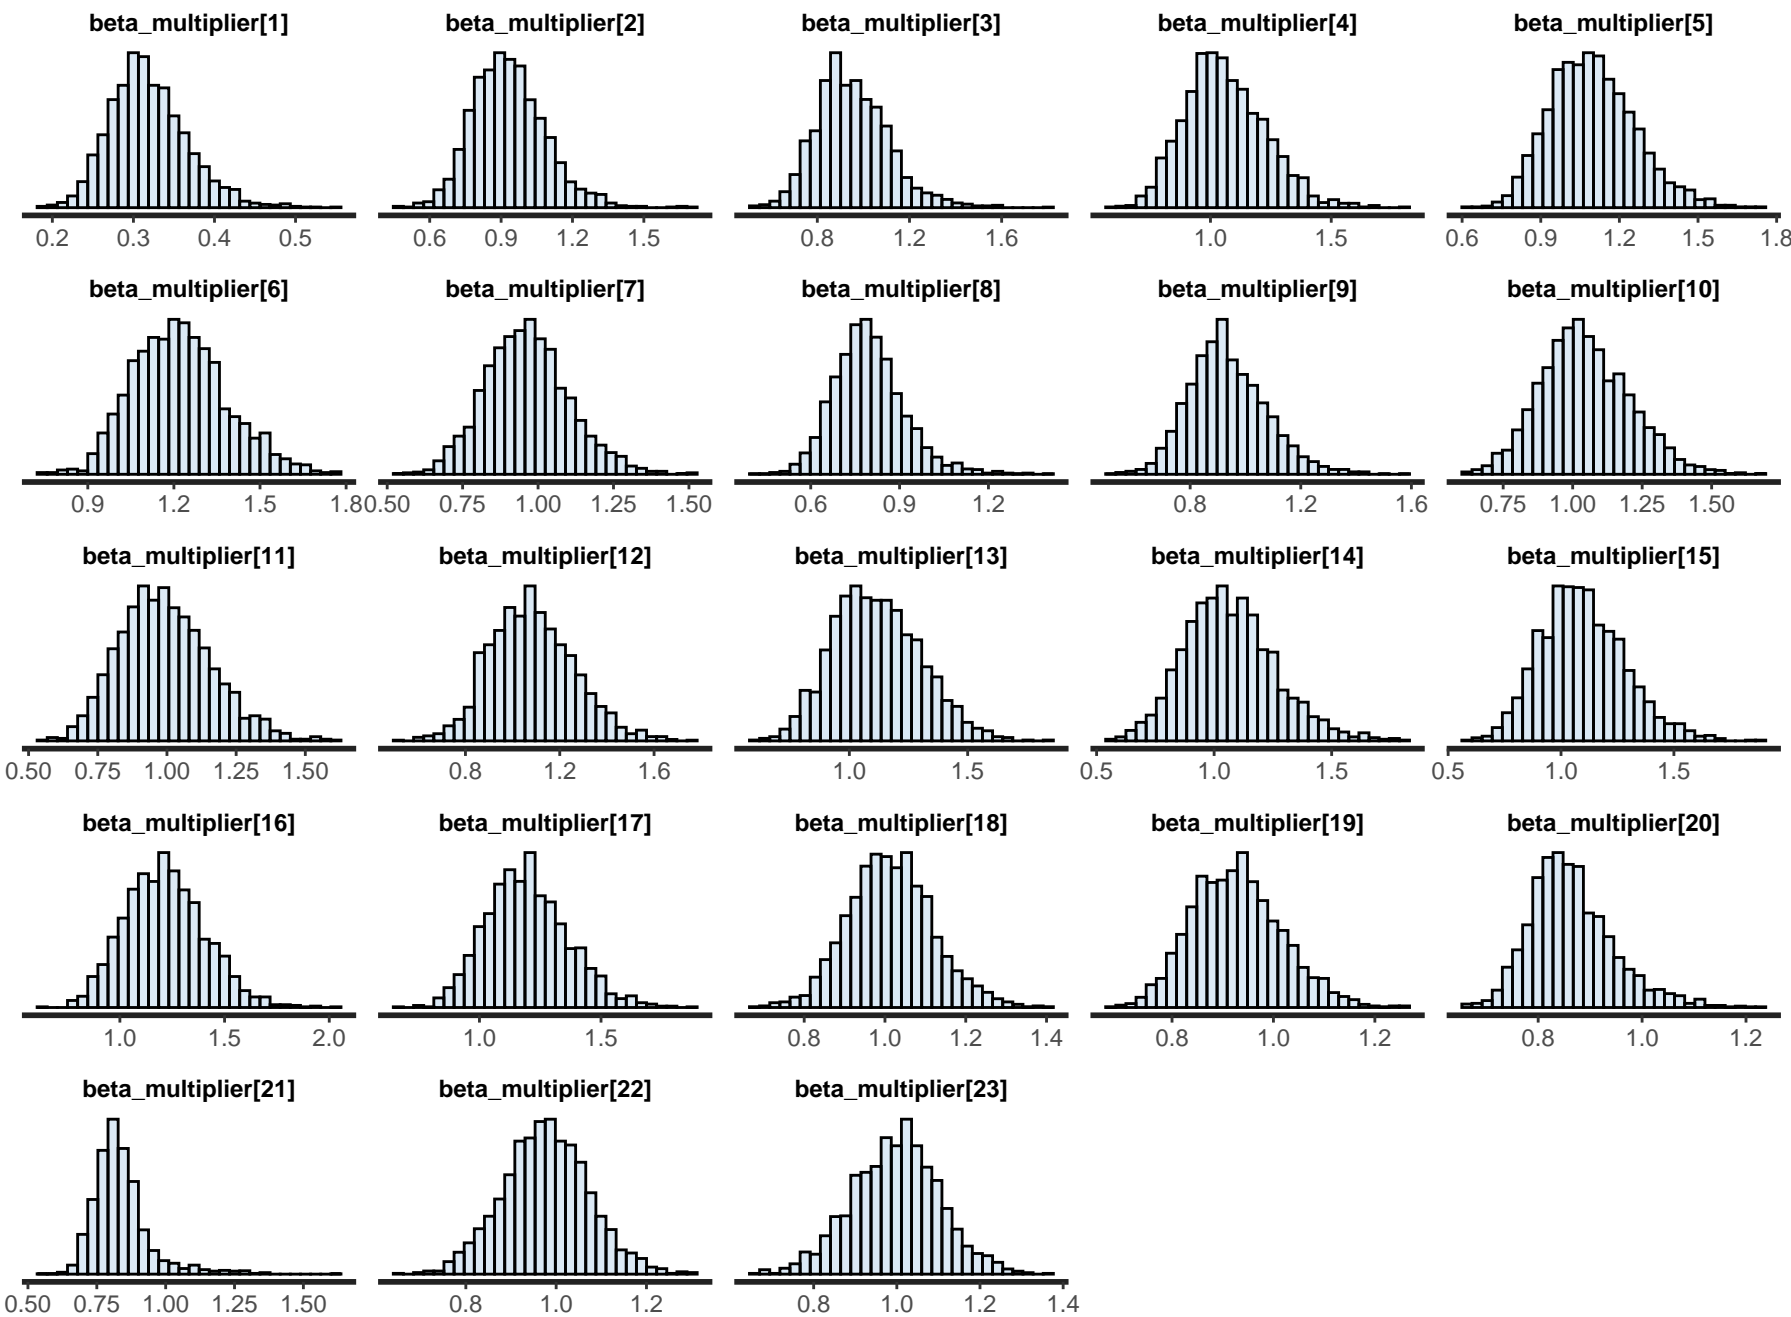 beta_multiplier[1] beta_multiplier[2] beta_multiplier[3] beta_multiplier[4] beta_multiplier[5]
0.2 0.3 0.4 0.5 0.6 0.9 1.2 1.5 0.8 1.2 1.6 1.0 1.5 0.6 0.9 1.2 1.5 1.8
beta_multiplier[6] beta_multiplier[7] beta_multiplier[8] beta_multiplier[9] beta_multiplier[10]
0.9 1.2 1.5 1.8 0.50 0.75 1.00 1.25 1.50 0.6 0.9 1.2 0.8 1.2 1.6 0.75 1.00 1.25 1.50
beta_multiplier[11] beta_multiplier[12] beta_multiplier[13] beta_multiplier[14] beta_multiplier[15]
0.50 0.75 1.00 1.25 1.50 0.8 1.2 1.6 1.0 1.5 0.5 1.0 1.5 0.5 1.0 1.5
beta_multiplier[16] beta_multiplier[17] beta_multiplier[18] beta_multiplier[19] beta_multiplier[20]
1.0 1.5 2.0 1.0 1.5 0.8 1.0 1.2 1.4 0.8 1.0 1.2 0.8 1.0 1.2
beta_multiplier[21] beta_multiplier[22] beta_multiplier[23]
0.50 0.75 1.00 1.25 1.50 0.8 1.0 1.2 0.8 1.0 1.2 1.4